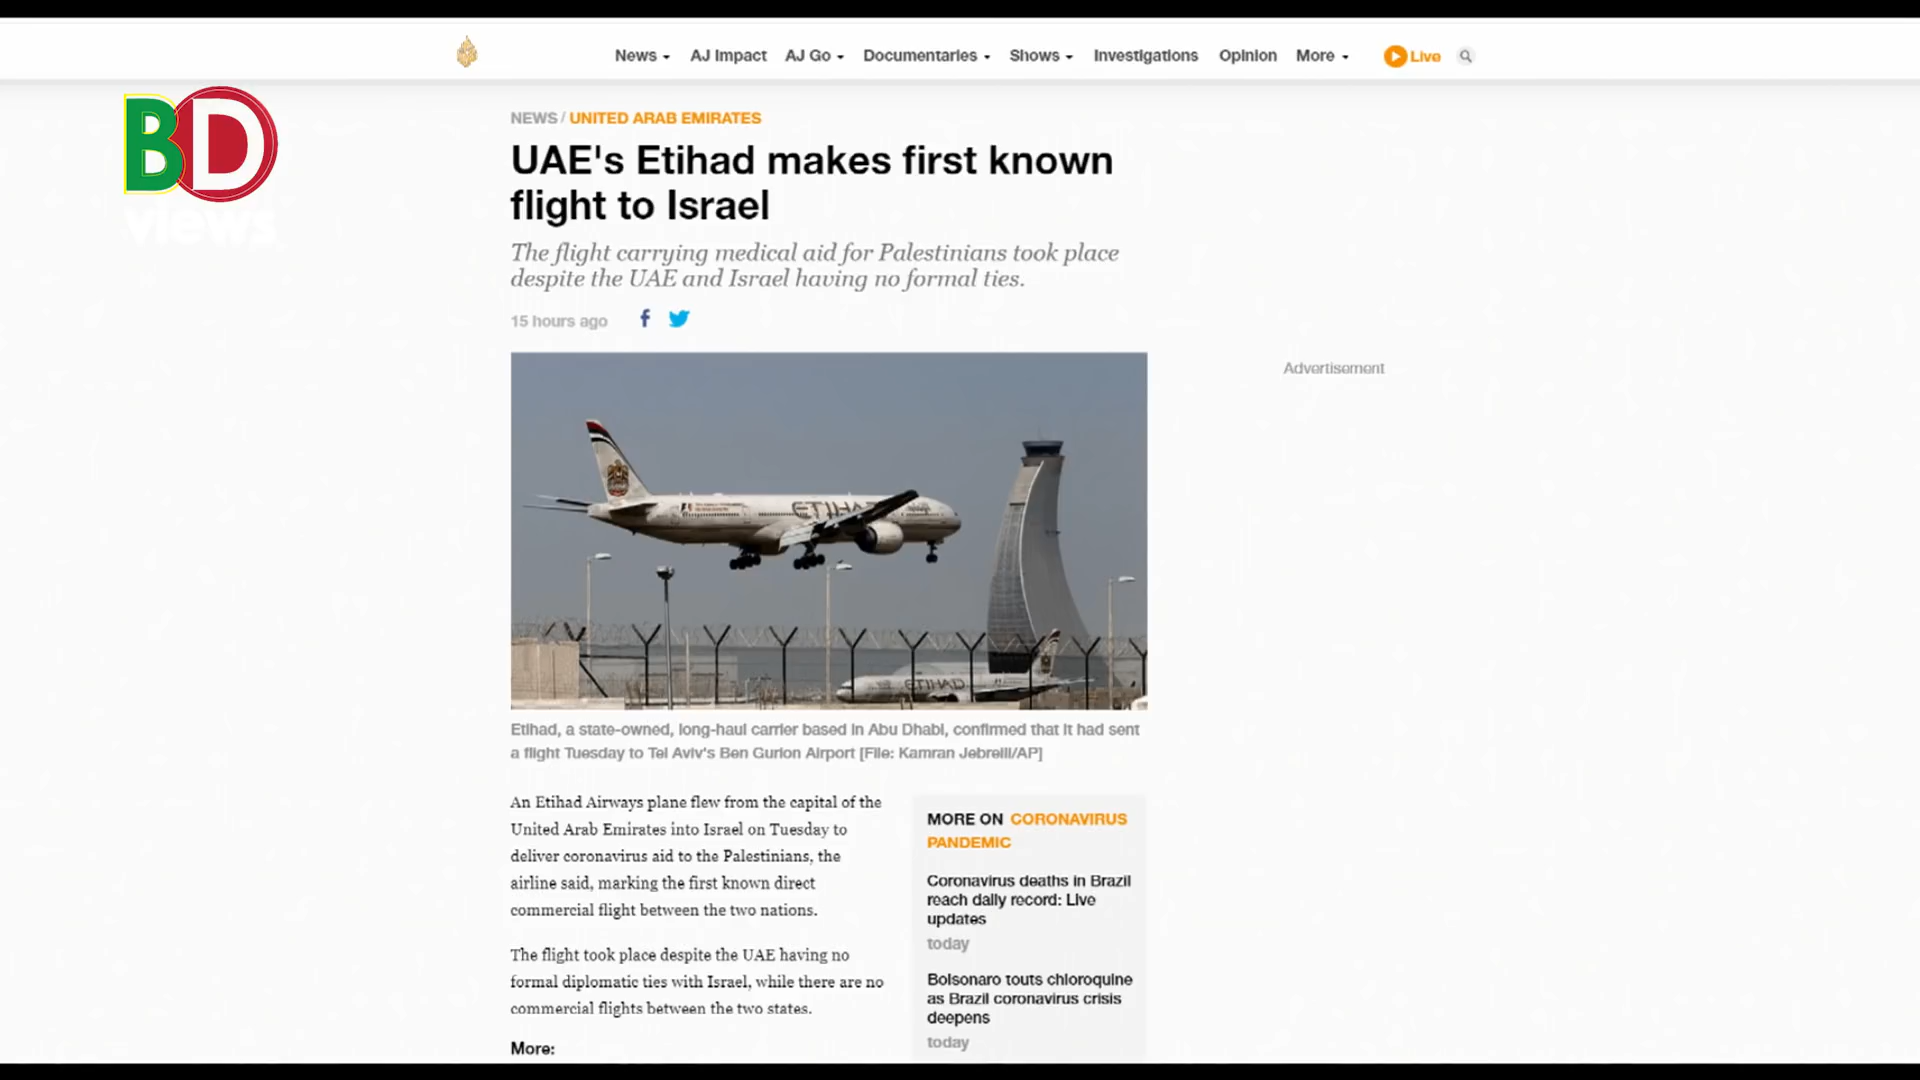 News
AJ Impact
AJ Go
Documentaries
Shows
Investigations
Opinion
More
Live
BD
views
NEWS / UNITED ARAB EMIRATES
UAE's Etihad makes first known
flight to Israel
The flight carrying medical aid for Palestinians took place
despite the UAE and Israel having no formal ties.
15 hours ago
Advertisement
ETIHAD
ETIHAD
Etihad, a state-owned, long-haul carrier based in Abu Dhabi, confirmed that it had sent
a flight Tuesday to Tel Aviv's Ben Gurion Airport [File: Kamran Jebreili/AP]
An Etihad Airways plane flew from the capital of the
United Arab Emirates into Israel on Tuesday to
deliver coronavirus aid to the Palestinians, the
airline said, marking the first known direct
commercial flight between the two nations.
The flight took place despite the UAE having no
formal diplomatic ties with Israel, while there are no
commercial flights between the two states.
More:
MORE ON CORONAVIRUS
PANDEMIC
Coronavirus deaths in Brazil
reach daily record: Live
updates
today
Bolsonaro touts chloroquine
as Brazil coronavirus crisis
deepens
today